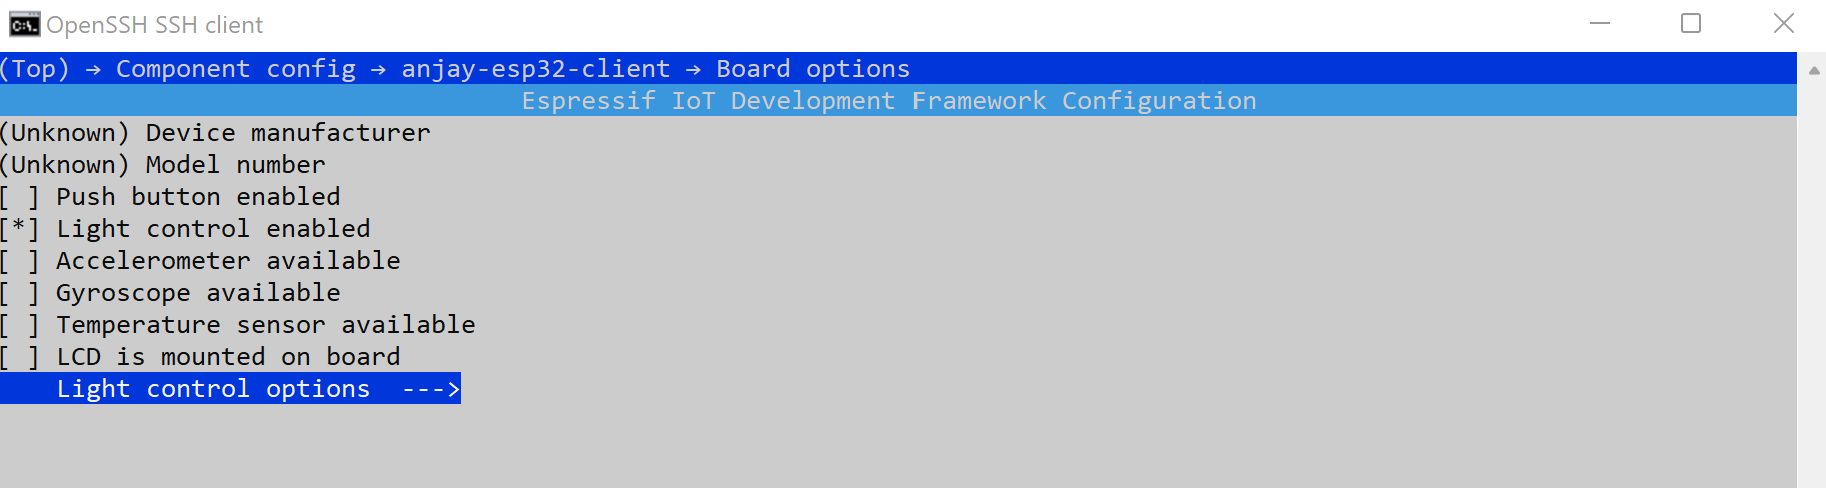 OpenSSH SSH client
(Top) → Component config → anjay-esp32-client → Board options
Espressif IoT Development Framework Configuration
(Unknown) Device manufacturer
(Unknown) Model number
[ ] Push button enabled
[*] Light control enabled
[ ] Accelerometer available
[ ] Gyroscope available
[ ] Temperature sensor available
[ ] LCD is mounted on board
Light control options  --->